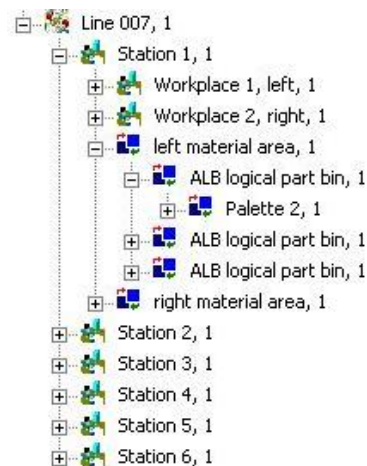 Line 007, 1
Station 1, 1
Workplace 1, left, 1
Workplace 2, right, 1
left material area, 1
ALB logical part bin, 1
Palette 2, 1
ALB logical part bin, 1
ALB logical part bin, 1
right material area, 1
Station 2, 1
Station 3, 1
Station 4, 1
Station 5, 1
Station 6, 1